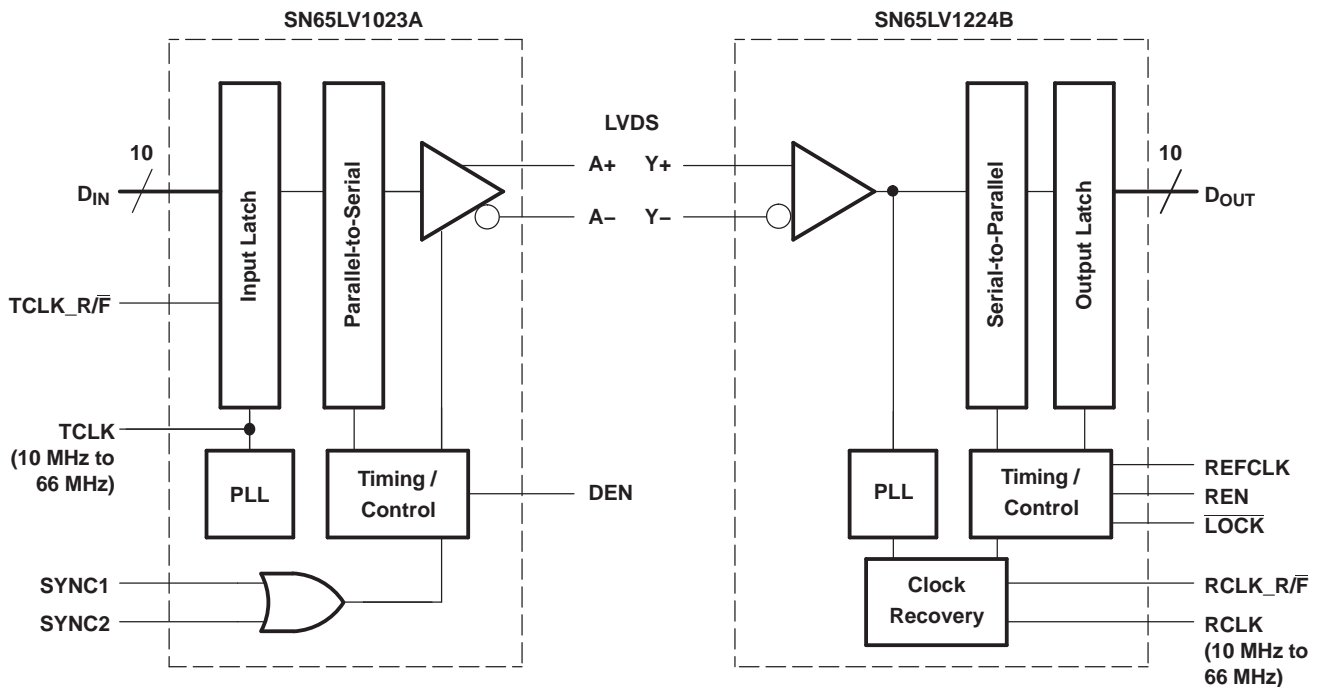 SN65LV1023A
SN65LV1224B
LVDS
10
D_IN
A+
Y+
A−
Y−
10
D_OUT
Input Latch
Parallel-to-Serial
Serial-to-Parallel
Output Latch
TCLK_R/F̅
TCLK
(10 MHz to
66 MHz)
PLL
Timing /
Control
DEN
PLL
Timing /
Control
REFCLK
REN
L̅O̅C̅K̅
SYNC1
SYNC2
Clock
Recovery
RCLK_R/F̅
RCLK
(10 MHz to
66 MHz)